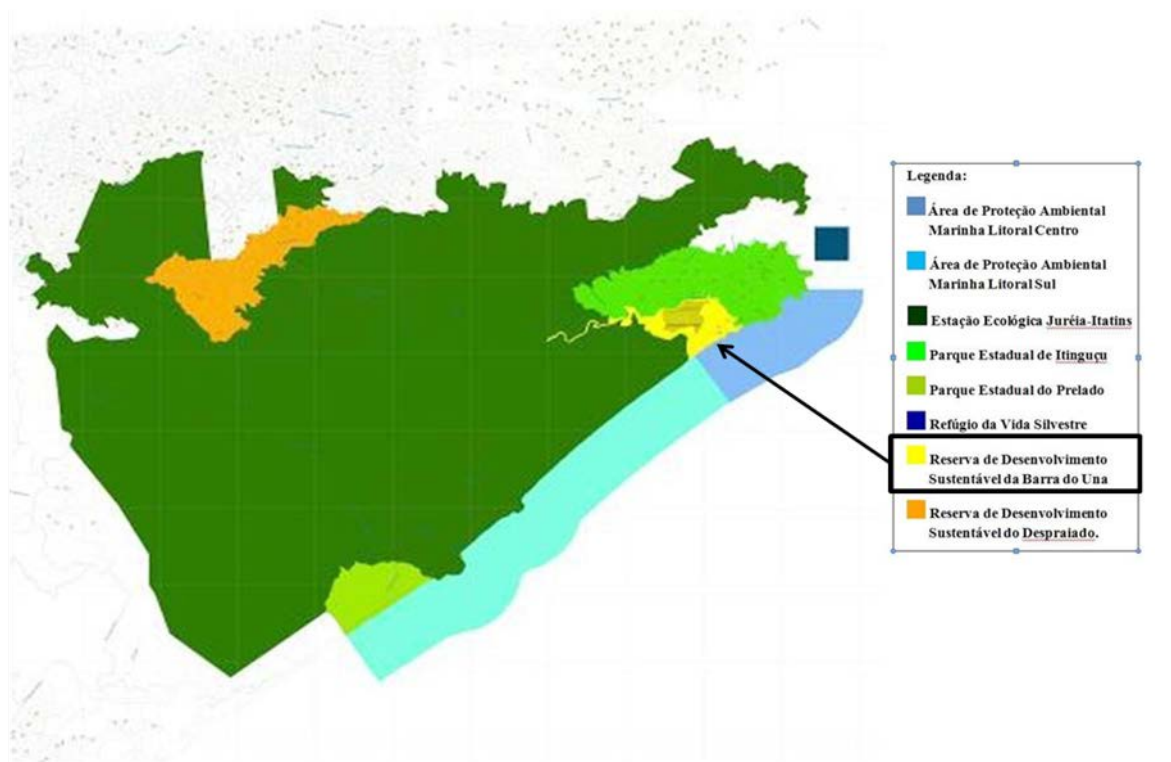 Legenda:
Área de Proteção Ambiental
Marinha Litoral Centro
Área de Proteção Ambiental
Marinha Litoral Sul
Estação Ecológica Juréia-Itatins
Parque Estadual de Itinguçu
Parque Estadual do Prelado
Refúgio da Vida Silvestre
Reserva de Desenvolvimento
Sustentável da Barra do Una
Reserva de Desenvolvimento
Sustentável do Despraiado.